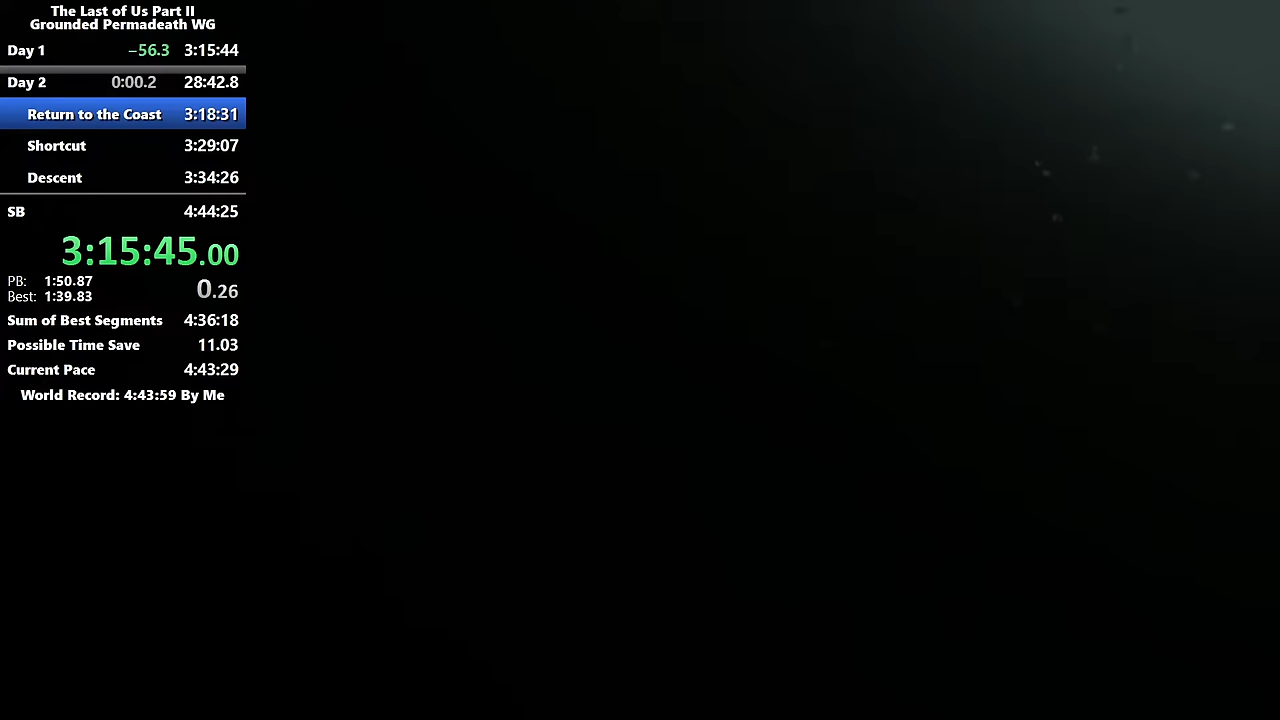 The Last of Us Part II
Grounded Permadeath WG
Day 1 −56.3 3:15:44
Day 2 0:00.2 28:42.8
Return to the Coast 3:18:31
Shortcut 3:29:07
Descent 3:34:26
SB 4:44:25
3:15:45.00
PB: 1:50.87
Best: 1:39.83
0.26
Sum of Best Segments 4:36:18
Possible Time Save 11.03
Current Pace 4:43:29
World Record: 4:43:59 By Me